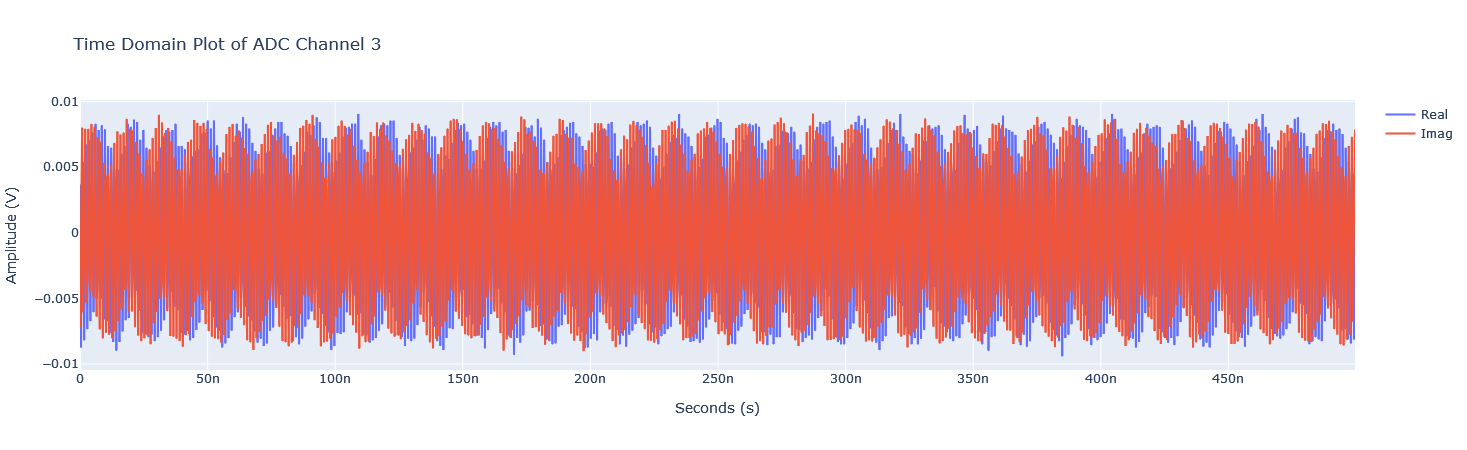 Time Domain Plot of ADC Channel 3
0.01
0.005
0
−0.005
−0.01
Amplitude (V)
0 50n 100n 150n 200n 250n 300n 350n 400n 450n
Seconds (s)
Real
Imag